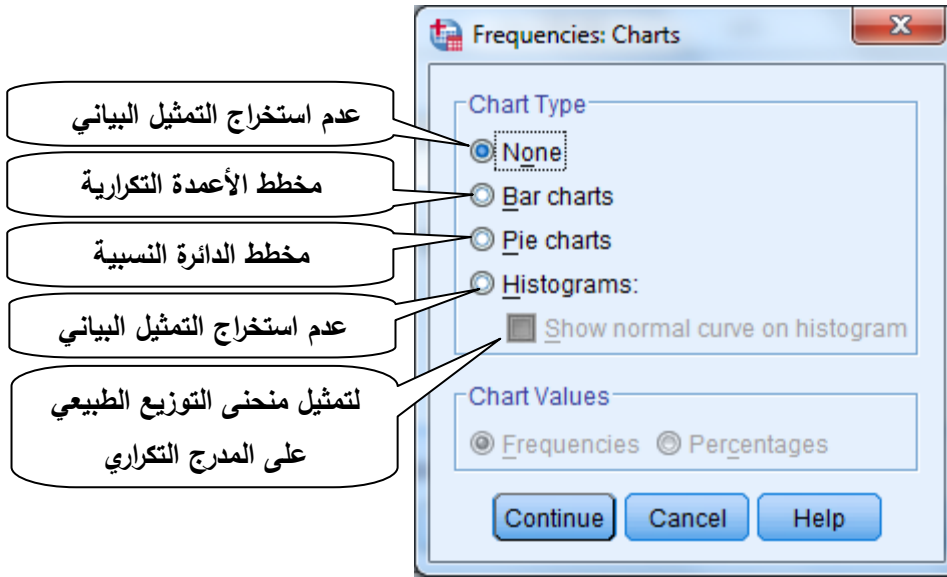 Frequencies: Charts
Chart Type
عدم استخراج التمثيل البياني
None
مخطط الأعمدة التكرارية
Bar charts
مخطط الدائرة النسبية
Pie charts
عدم استخراج التمثيل البياني
Histograms:
Show normal curve on histogram
لتمثيل منحنى التوزيع الطبيعي
على المدرج التكراري
Chart Values
Frequencies Percentages
Continue Cancel Help